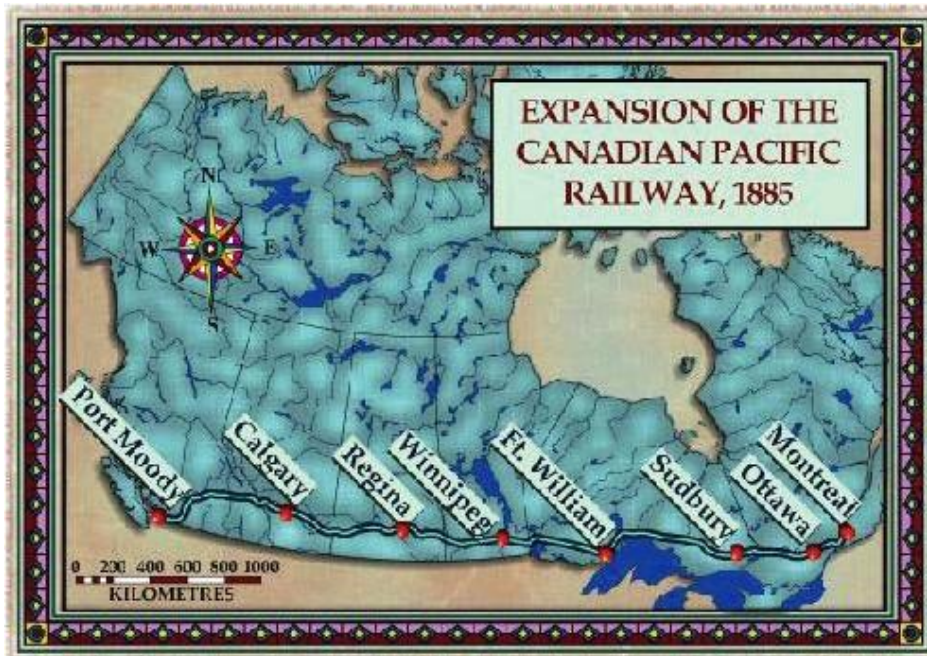 EXPANSION OF THE
CANADIAN PACIFIC
RAILWAY, 1885
N
W E
S
Port Moody
Calgary
Regina
Winnipeg
Ft. William
Sudbury
Ottawa
Montreal
0 200 400 600 800 1000
KILOMETRES